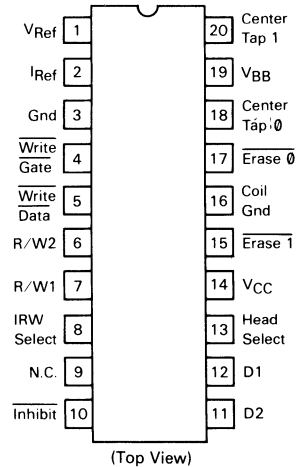 VRef 1
IRef 2
Gnd 3
Write
Gate 4
Write
Data 5
R/W2 6
R/W1 7
IRW
Select 8
N.C. 9
Inhibit 10
20 Center
Tap 1
19 VBB
18 Center
Tap 0
17 Erase 0
16 Coil
Gnd
15 Erase 1
14 VCC
13 Head
Select
12 D1
11 D2
(Top View)